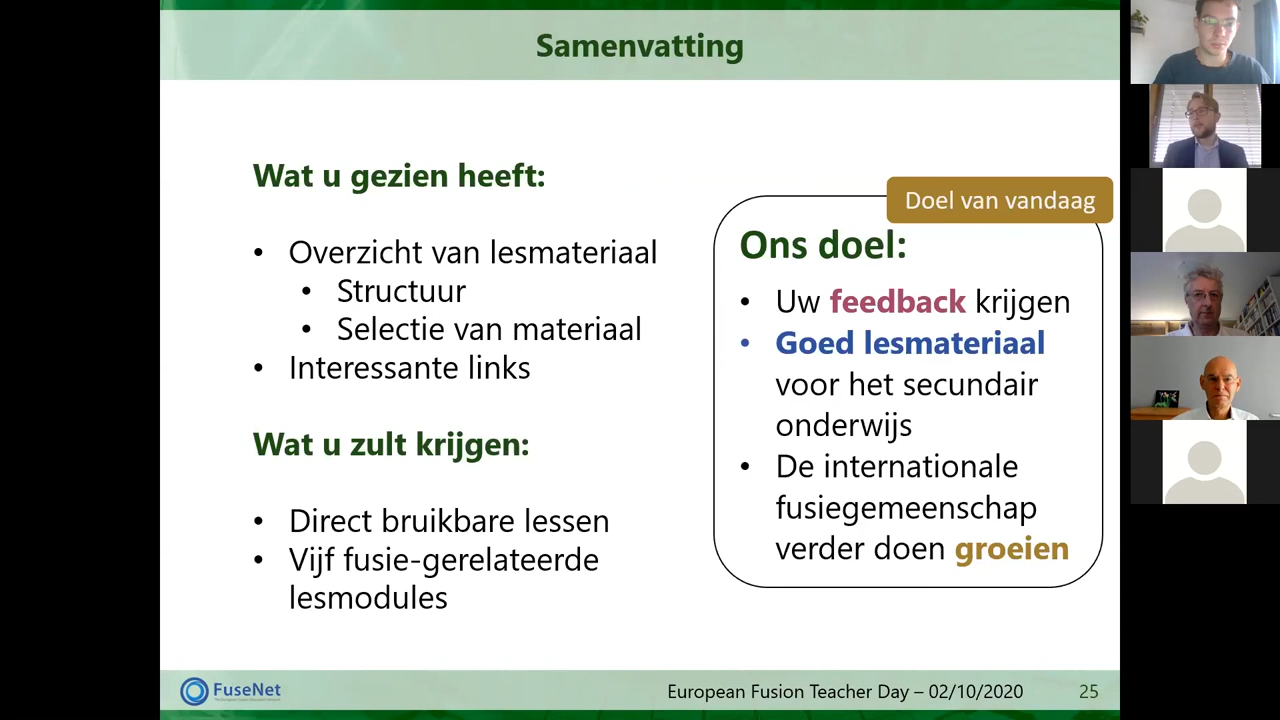 Samenvatting
Wat u gezien heeft:
• Overzicht van lesmateriaal
• Structuur
• Selectie van materiaal
• Interessante links
Wat u zult krijgen:
• Direct bruikbare lessen
• Vijf fusie-gerelateerde
lesmodules
Doel van vandaag
Ons doel:
• Uw feedback krijgen
• Goed lesmateriaal
voor het secundair
onderwijs
• De internationale
fusiegemeenschap
verder doen groeien
FuseNet
European Fusion Teacher Day – 02/10/2020
25